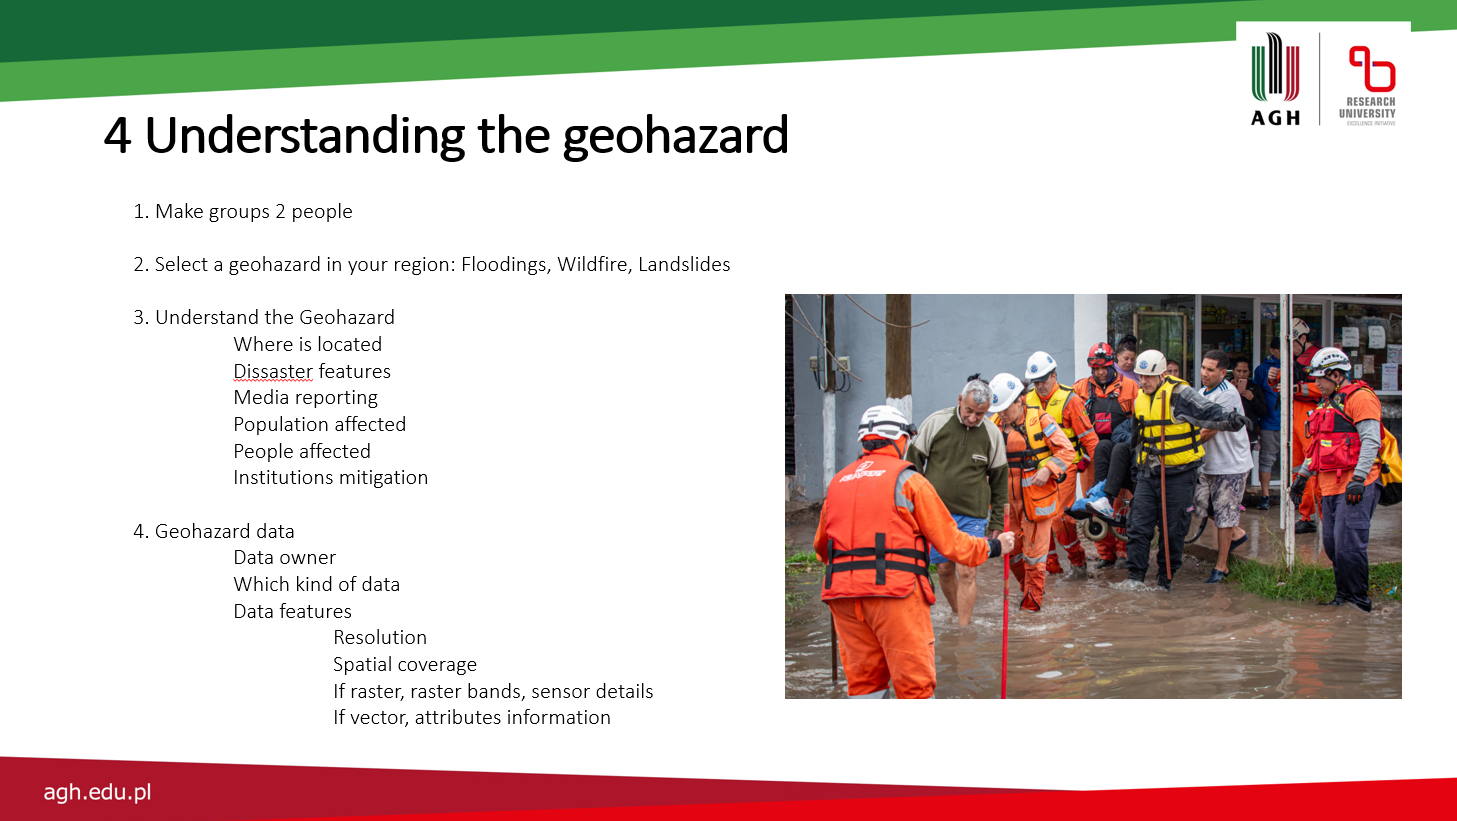 AGH
RESEARCH
UNIVERSITY
EXCELLENCE INITIATIVE
4 Understanding the geohazard
1. Make groups 2 people
2. Select a geohazard in your region: Floodings, Wildfire, Landslides
3. Understand the Geohazard
Where is located
Dissaster features
Media reporting
Population affected
People affected
Institutions mitigation
4. Geohazard data
Data owner
Which kind of data
Data features
Resolution
Spatial coverage
If raster, raster bands, sensor details
If vector, attributes information
agh.edu.pl